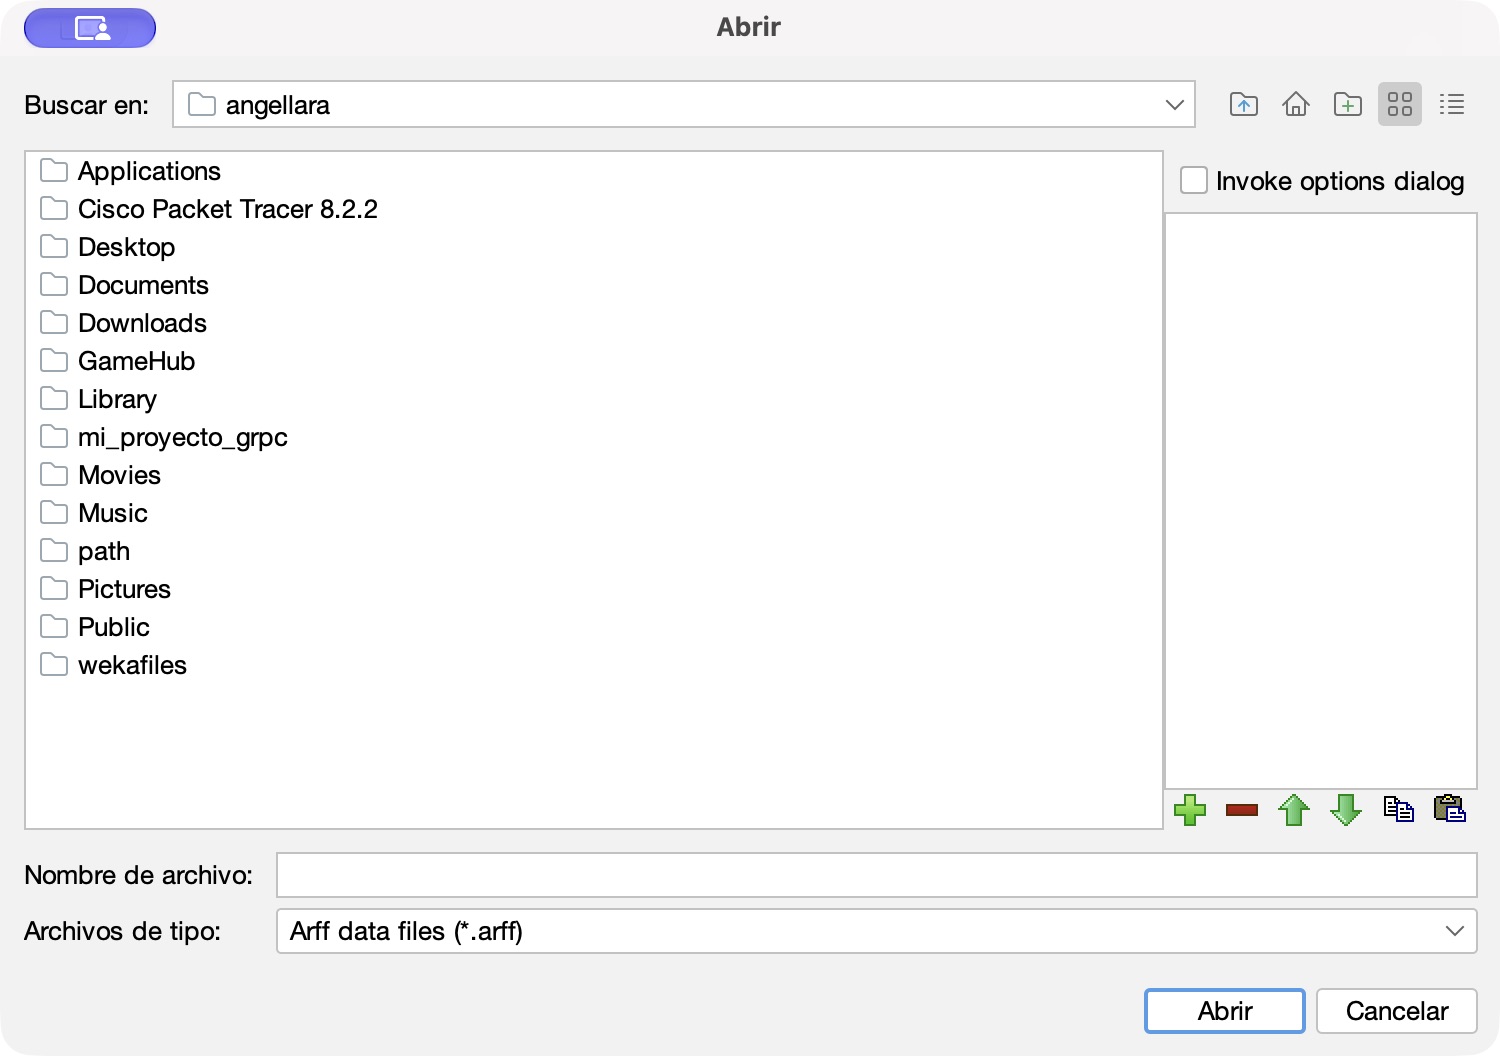 Abrir
Buscar en: angellara
Invoke options dialog
Applications
Cisco Packet Tracer 8.2.2
Desktop
Documents
Downloads
GameHub
Library
mi_proyecto_grpc
Movies
Music
path
Pictures
Public
wekafiles
Nombre de archivo:
Archivos de tipo: Arff data files (*.arff)
Abrir Cancelar